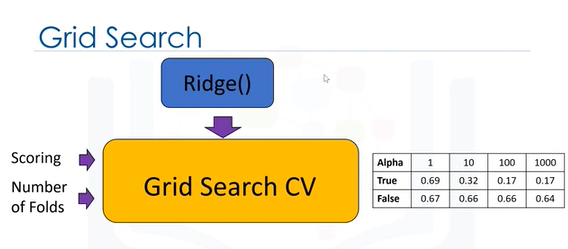 Grid Search
Ridge()
Scoring
Number
of Folds
Grid Search CV
Alpha 1 10 100 1000
True 0.69 0.32 0.17 0.17
False 0.67 0.66 0.66 0.64